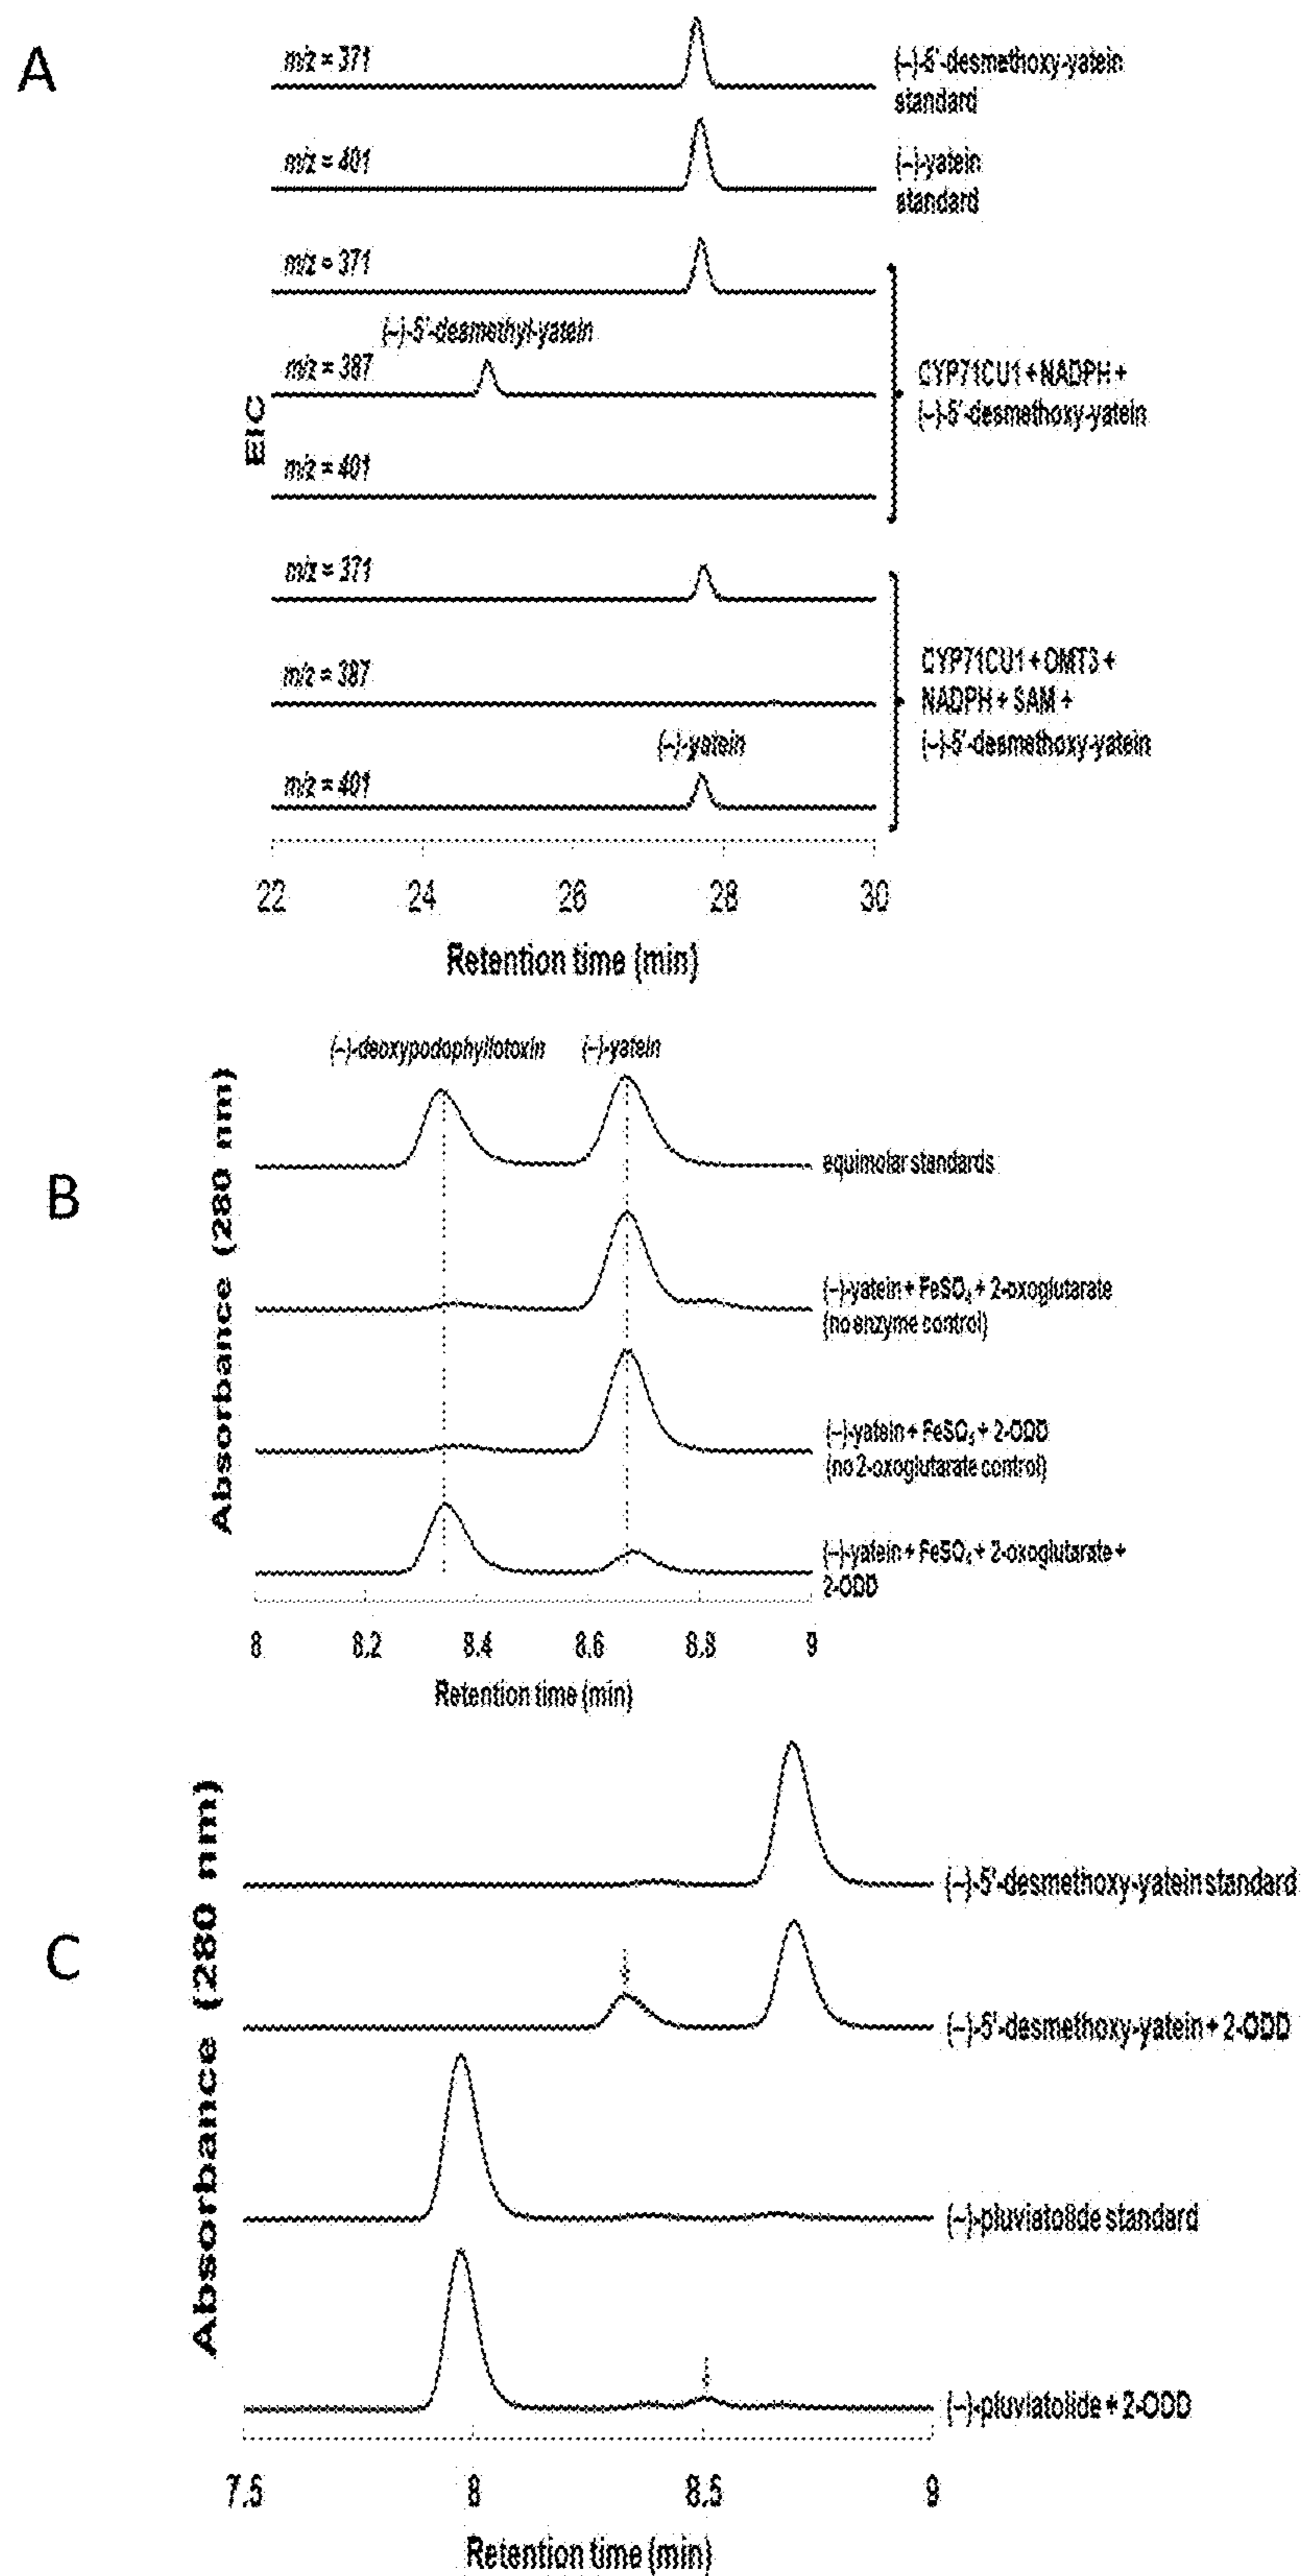 A
m/z = 371
(–)-5'-desmethoxy-yatein
standard
m/z = 401
(–)-yatein
standard
m/z = 371
(–)-5'-desmethyl-yatein
m/z = 387
CYP71CU1 + NADPH +
(–)-5'-desmethoxy-yatein
EIC
m/z = 401
m/z = 371
m/z = 387
CYP71CU1 + OMT3 +
NADPH + SAM +
(–)-5'-desmethoxy-yatein
(–)-yatein
m/z = 401
22 24 26 28 30
Retention time (min)
B
(–)-deoxypodophyllotoxin (–)-yatein
Absorbance (280 nm)
equimolar standards
(–)-yatein + FeSO₄ + 2-oxoglutarate
(no enzyme control)
(–)-yatein + FeSO₄ + 2-ODD
(no 2-oxoglutarate control)
(–)-yatein + FeSO₄ + 2-oxoglutarate +
2-ODD
8 8.2 8.4 8.6 8.8 9
Retention time (min)
C
Absorbance (280 nm)
(–)-5'-desmethoxy-yatein standard
(–)-5'-desmethoxy-yatein + 2-ODD
(–)-pluviatolide standard
(–)-pluviatolide + 2-ODD
7.5 8 8.5 9
Retention time (min)